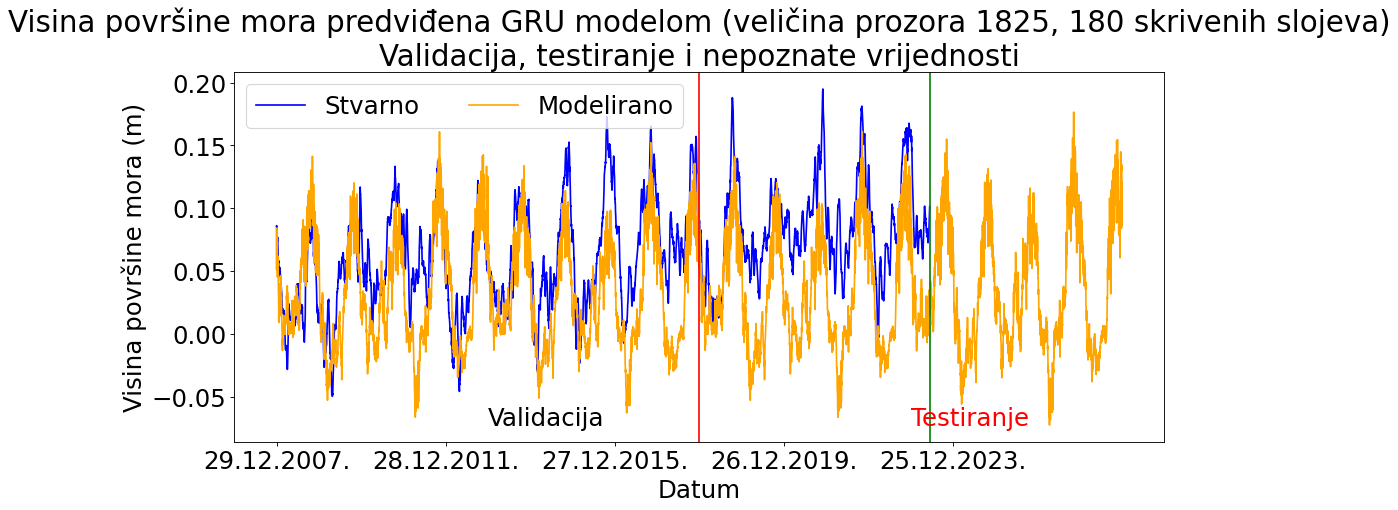 Visina površine mora predviđena GRU modelom (veličina prozora 1825, 180 skrivenih slojeva)
Validacija, testiranje i nepoznate vrijednosti
Stvarno
Modelirano
Visina površine mora (m)
0.20
0.15
0.10
0.05
0.00
−0.05
Validacija
Testiranje
29.12.2007.
28.12.2011.
27.12.2015.
26.12.2019.
25.12.2023.
Datum